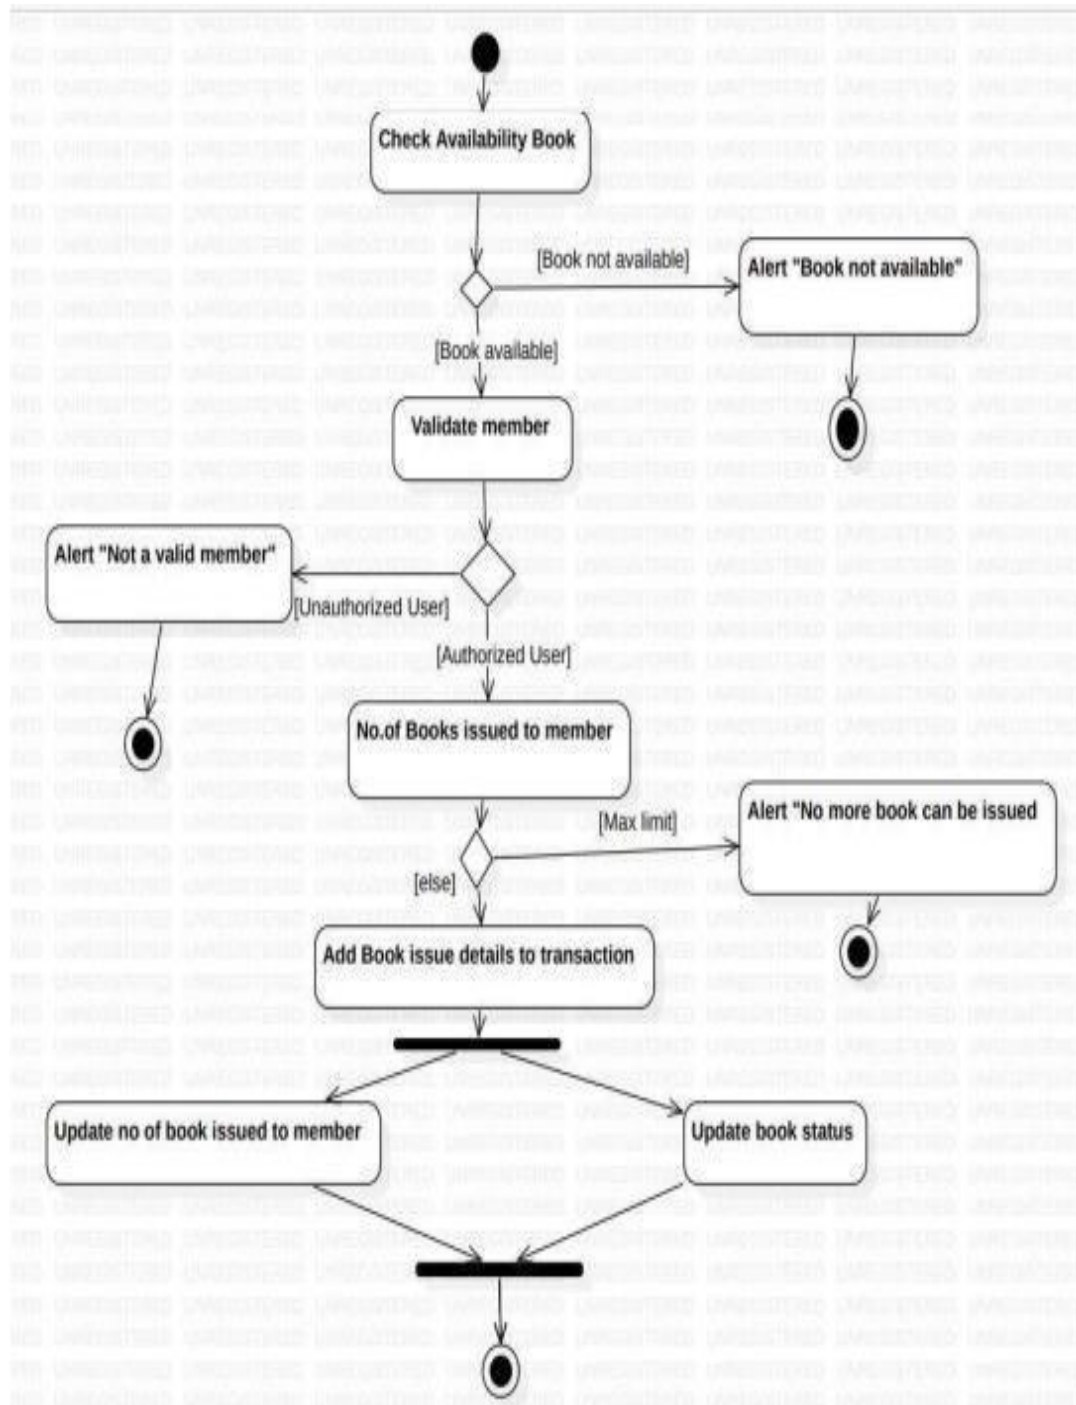 Check Availability Book
[Book not available]
Alert "Book not available"
[Book available]
Validate member
Alert "Not a valid member"
[Unauthorized User]
[Authorized User]
No.of Books issued to member
[Max limit]
Alert "No more book can be issued
[else]
Add Book issue details to transaction
Update no of book issued to member
Update book status